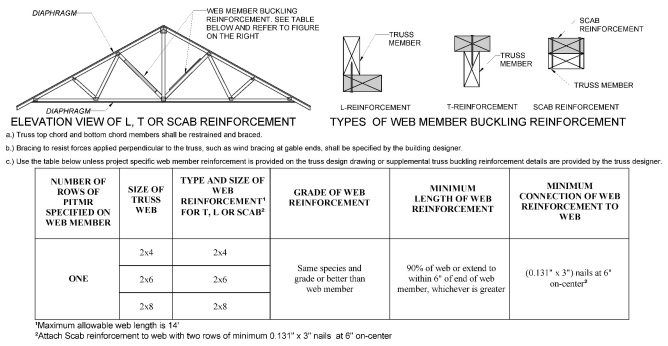 DIAPHRAGM
WEB MEMBER BUCKLING
REINFORCEMENT. SEE TABLE
BELOW AND REFER TO FIGURE
ON THE RIGHT
DIAPHRAGM
ELEVATION VIEW OF L, T OR SCAB REINFORCEMENT
TRUSS
MEMBER
L-REINFORCEMENT
TRUSS
MEMBER
T-REINFORCEMENT
SCAB
REINFORCEMENT
TRUSS MEMBER
SCAB REINFORCEMENT
TYPES OF WEB MEMBER BUCKLING REINFORCEMENT
a.) Truss top chord and bottom chord members shall be restrained and braced.
b.) Bracing to resist forces applied perpendicular to the truss, such as wind bracing at gable ends, shall be specified by the building designer.
c.) Use the table below unless project specific web member reinforcement is provided on the truss design drawing or supplemental truss buckling reinforcement details are provided by the truss designer.
NUMBER OF
ROWS OF
PITMR
SPECIFIED ON
WEB MEMBER
SIZE OF
TRUSS
WEB
TYPE AND SIZE OF
WEB
REINFORCEMENT¹
FOR T, L OR SCAB²
GRADE OF WEB
REINFORCEMENT
MINIMUM
LENGTH OF WEB
REINFORCEMENT
MINIMUM
CONNECTION OF WEB
REINFORCEMENT TO
WEB
ONE
2x4
2x4
2x6
2x6
2x8
2x8
Same species and
grade or better than
web member
90% of web or extend to
within 6" of end of web
member, whichever is greater
(0.131" x 3") nails at 6"
on-center²
¹Maximum allowable web length is 14'
²Attach Scab reinforcement to web with two rows of minimum 0.131" x 3" nails at 6" on-center